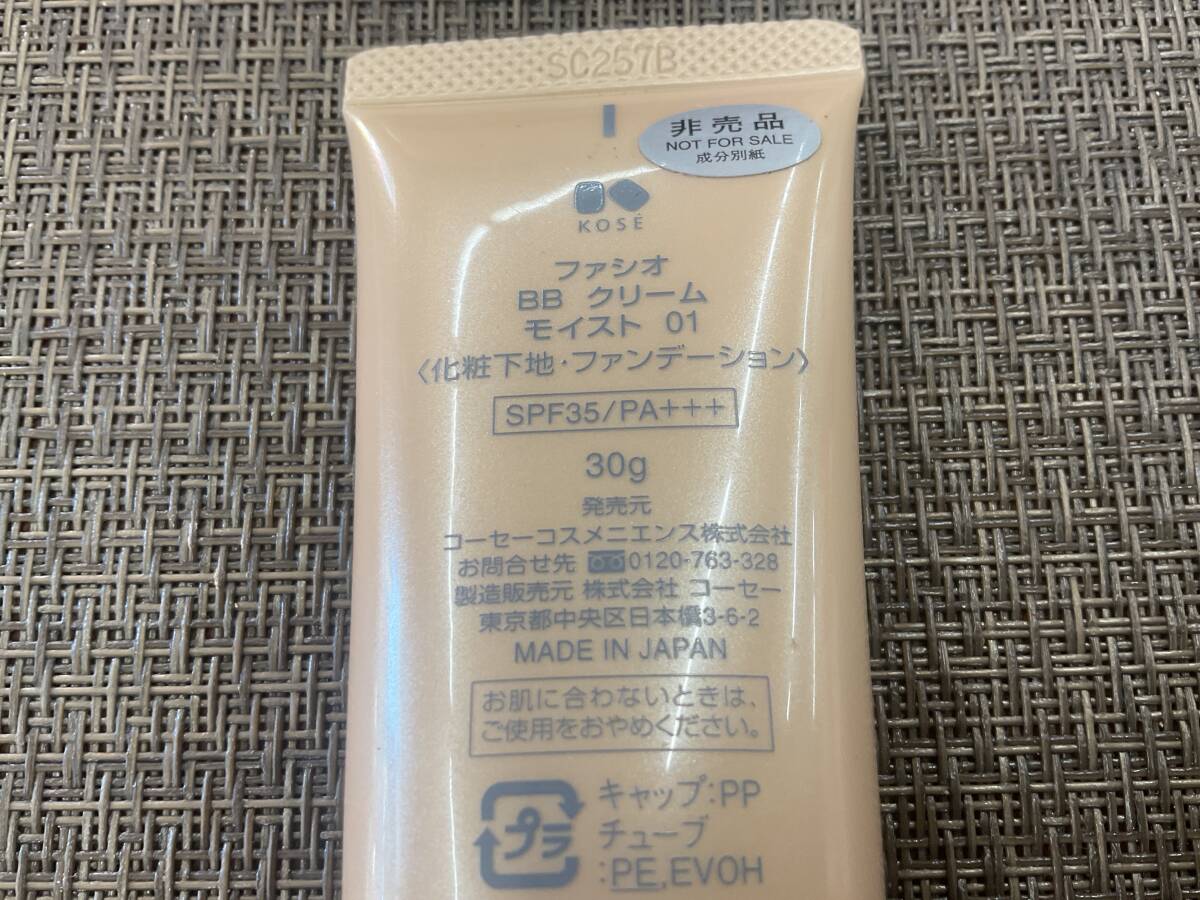 SC257B
非売品
NOT FOR SALE
成分別紙
KOSÉ
ファシオ
BB クリーム
モイスト 01
〈化粧下地・ファンデーション〉
SPF35/PA+++
30g
発売元
コーセーコスメニエンス株式会社
お問合せ先 0120-763-328
製造販売元 株式会社 コーセー
東京都中央区日本橋3-6-2
MADE IN JAPAN
お肌に合わないときは、
ご使用をおやめください。
プラ
キャップ:PP
チューブ
:PE,EVOH